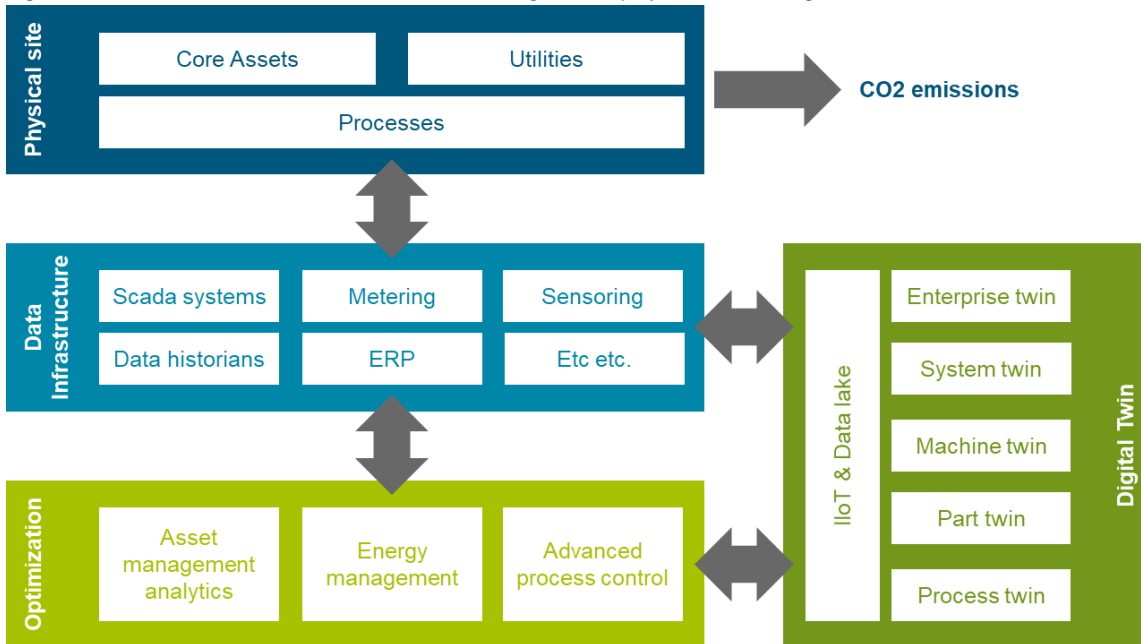 Physical site
Core Assets
Utilities
Processes
CO2 emissions
Data
Infrastructure
Scada systems
Metering
Sensoring
Data historians
ERP
Etc etc.
Optimization
Asset
management
analytics
Energy
management
Advanced
process control
IIoT & Data lake
Enterprise twin
System twin
Machine twin
Part twin
Process twin
Digital Twin